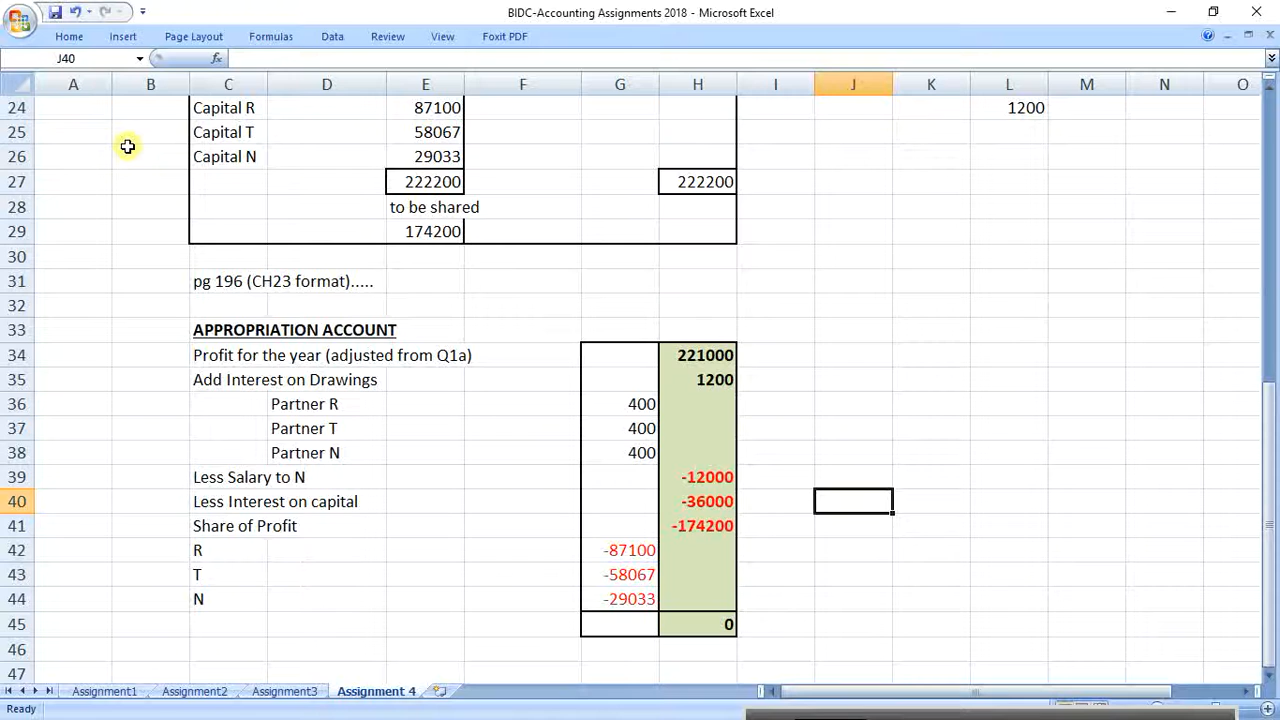 BIDC-Accounting Assignments 2018 - Microsoft Excel
Home Insert Page Layout Formulas Data Review View Foxit PDF
J40 fx
A B C D E F G H I J K L M N O
24 Capital R 87100 1200
25 Capital T 58067
26 Capital N 29033
27 222200 222200
28 to be shared
29 174200
30
31 pg 196 (CH23 format).....
32
33 APPROPRIATION ACCOUNT
34 Profit for the year (adjusted from Q1a) 221000
35 Add Interest on Drawings 1200
36 Partner R 400
37 Partner T 400
38 Partner N 400
39 Less Salary to N -12000
40 Less Interest on capital -36000
41 Share of Profit -174200
42 R -87100
43 T -58067
44 N -29033
45 0
46
47
Assignment1 Assignment2 Assignment3 Assignment 4
Ready